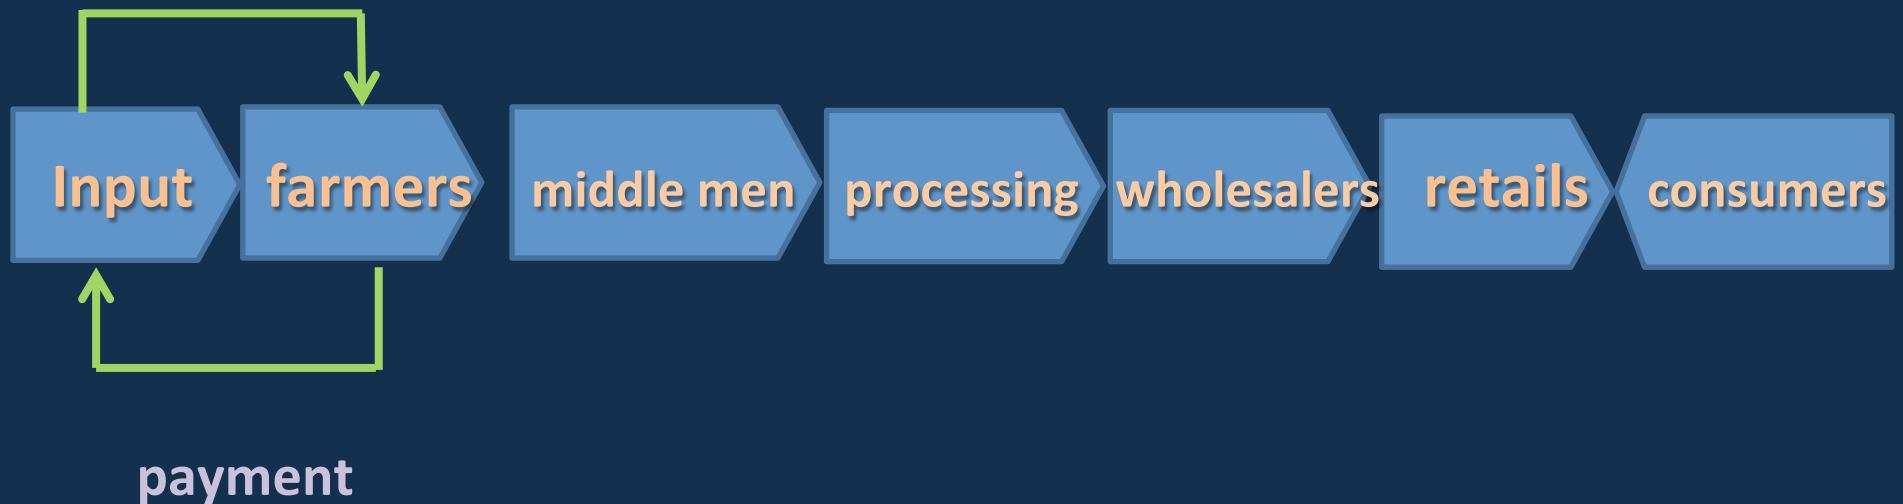 Input
farmers
middle men
processing
wholesalers
retails
consumers
payment